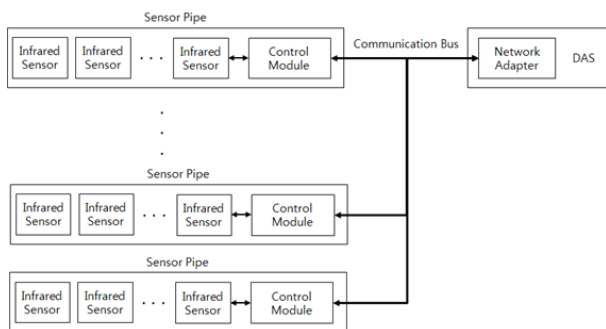 Sensor Pipe
Infrared Sensor
Infrared Sensor
. . .
Infrared Sensor
Control Module
Communication Bus
Network Adapter
DAS
Sensor Pipe
Infrared Sensor
Infrared Sensor
. . .
Infrared Sensor
Control Module
Sensor Pipe
Infrared Sensor
Infrared Sensor
. . .
Infrared Sensor
Control Module